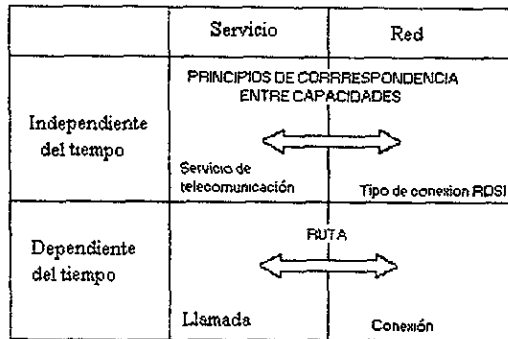 Servicio Red
PRINCIPIOS DE CORRRESPONDENCIA
ENTRE CAPACIDADES
Independiente
del tiempo
Servicio de
telecomunicación
Tipo de conexion RDSI
Dependiente
del tiempo
RUTA
Llamada Conexión